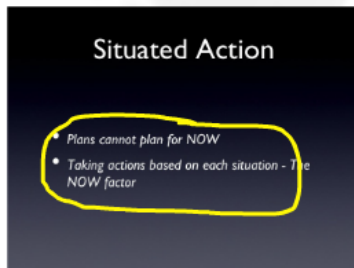 Situated Action
• Plans cannot plan for NOW
• Taking actions based on each situation - The
NOW factor